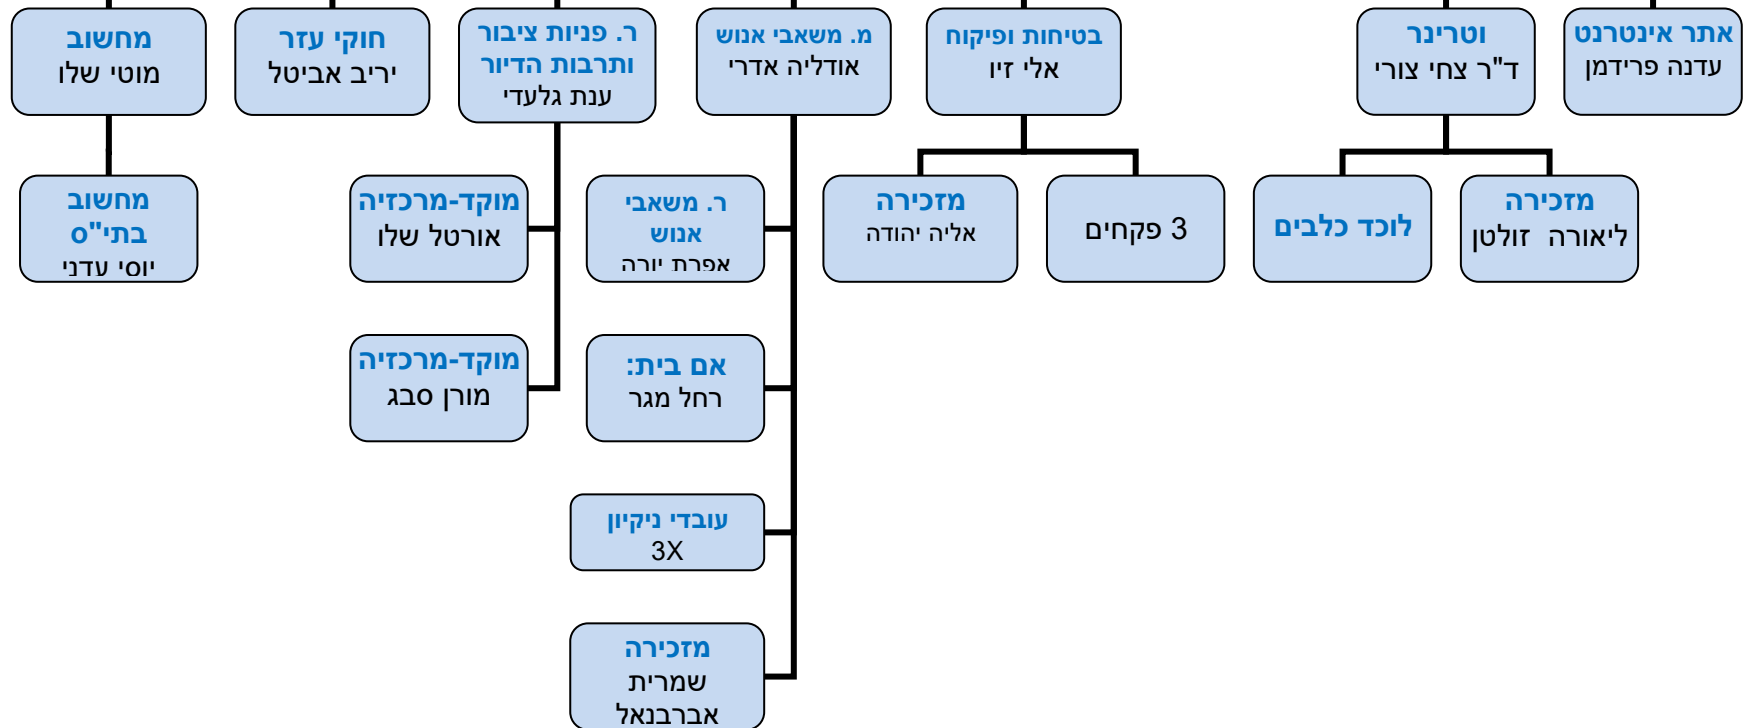 אתר אינטרנט
עדנה פרידמן
וטרינר
ד"ר צחי צורי
בטיחות ופיקוח
אלי זיו
מ. משאבי אנוש
אודליה אדרי
ר. פניות ציבור
ותרבות הדיור
ענת גלעדי
חוקי עזר
יריב אביטל
מחשוב
מוטי שלו
מזכירה
ליאורה זולטן
לוכד כלבים
3 פקחים
מזכירה
אליה יהודה
ר. משאבי
אנוש
אפרת יורה
מוקד-מרכזיה
אורטל שלו
מחשוב
בתי"ס
יוסי עדני
אם בית:
רחל מגר
מוקד-מרכזיה
מורן סבג
עובדי ניקיון
3X
מזכירה
שמרית
אברבנאל